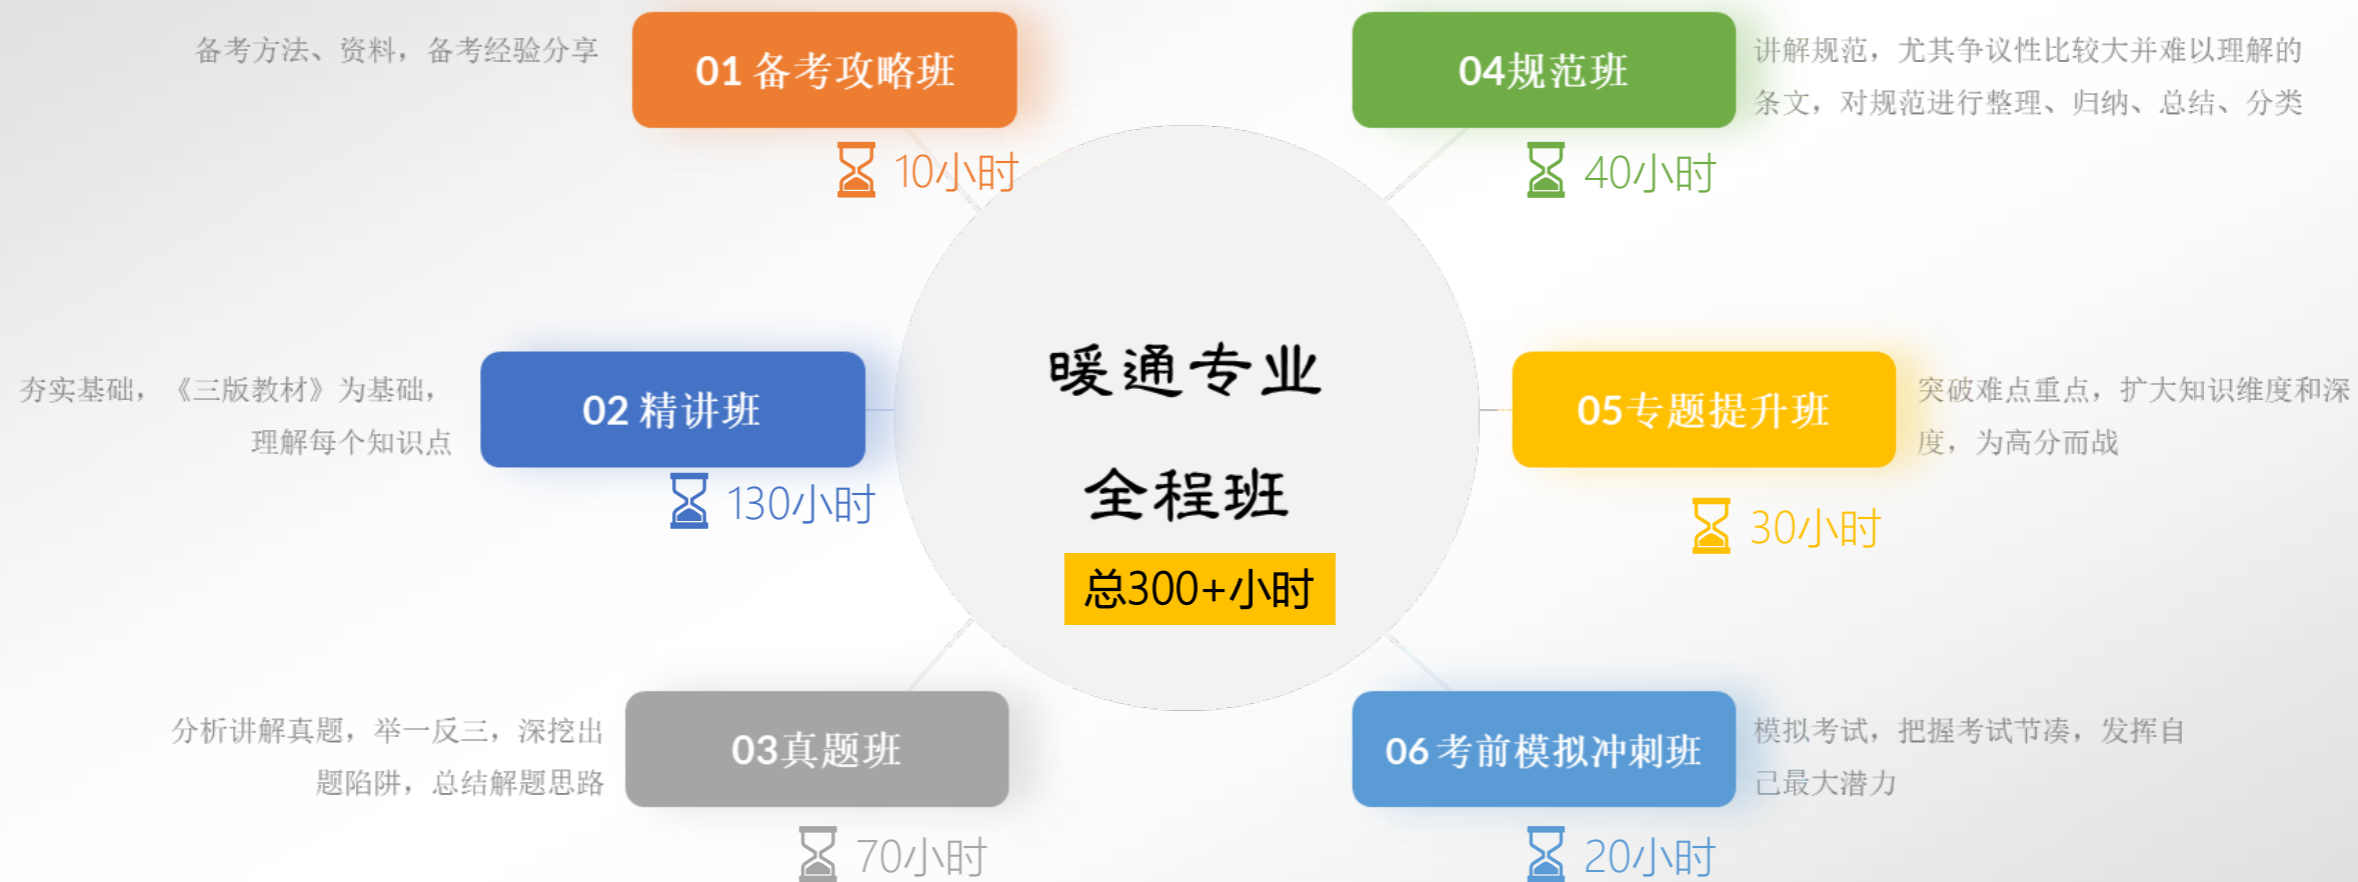 备考方法、资料，备考经验分享
01 备考攻略班
10小时
夯实基础，《三版教材》为基础，
理解每个知识点
02 精讲班
130小时
分析讲解真题，举一反三，深挖出
题陷阱，总结解题思路
03真题班
70小时
暖通专业
全程班
总300+小时
04规范班
40小时
讲解规范，尤其争议性比较大并难以理解的
条文，对规范进行整理、归纳、总结、分类
05专题提升班
30小时
突破难点重点，扩大知识维度和深
度，为高分而战
06 考前模拟冲刺班
20小时
模拟考试，把握考试节凑，发挥自
己最大潜力